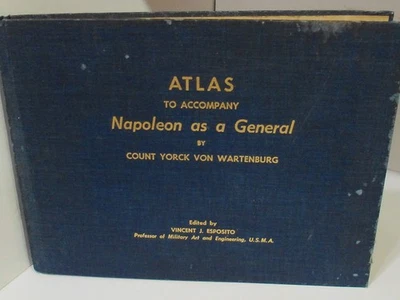 ATLAS
TO ACCOMPANY
Napoleon as a General
BY
COUNT YORCK VON WARTENBURG
Edited by
VINCENT J. ESPOSITO
Professor of Military Art and Engineering, U.S.M.A.